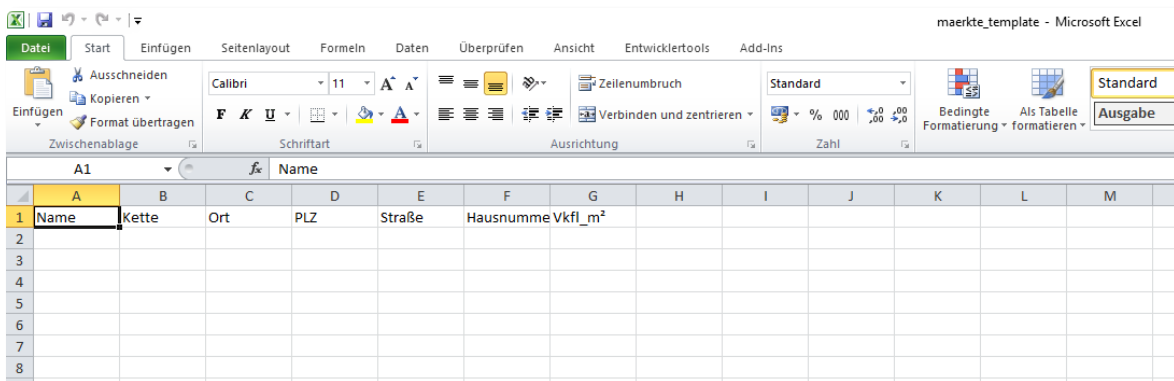 maerkte_template - Microsoft Excel
Datei Start Einfügen Seitenlayout Formeln Daten Überprüfen Ansicht Entwicklertools Add-Ins
Einfügen
Ausschneiden
Kopieren
Format übertragen
Zwischenablage
Calibri 11
F K U
Schriftart
Zeilenumbruch
Verbinden und zentrieren
Ausrichtung
Standard
% 000
Zahl
Bedingte Formatierung
Als Tabelle formatieren
Standard
Ausgabe
A1 fx Name
A B C D E F G H I J K L M
1 Name Kette Ort PLZ Straße Hausnumme Vkfl_m²
2
3
4
5
6
7
8